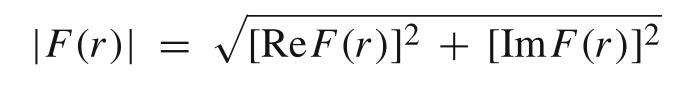 |F(r)| = √[ReF(r)]² + [ImF(r)]²